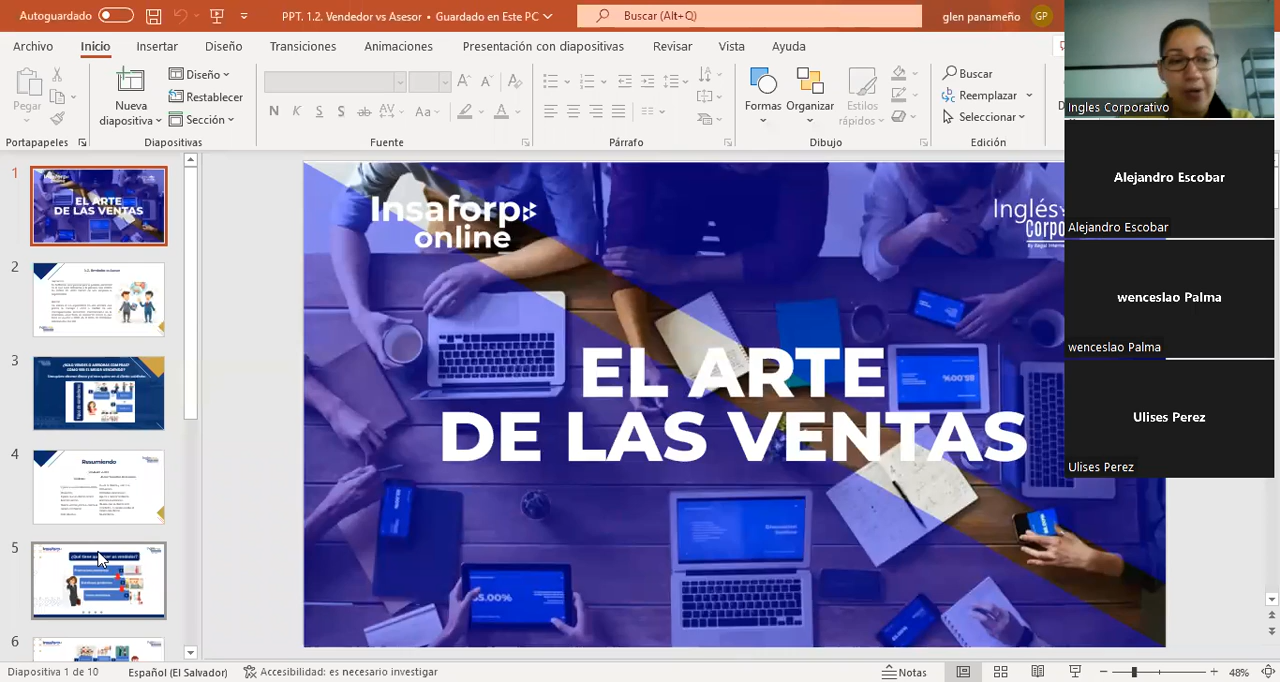 Autoguardado
PPT. 1.2. Vendedor vs Asesor • Guardado en Este PC
Buscar (Alt+Q)
glen panameño
GP
Archivo
Inicio
Insertar
Diseño
Transiciones
Animaciones
Presentación con diapositivas
Revisar
Vista
Ayuda
Pegar
Nueva
diapositiva
Diseño
Restablecer
Sección
N K S S ab AV Aa A
Formas
Organizar
Estilos
rápidos
Buscar
Reemplazar
Seleccionar
Portapapeles
Diapositivas
Fuente
Párrafo
Dibujo
Edición
Ingles Corporativo
Alejandro Escobar
Alejandro Escobar
wenceslao Palma
wenceslao Palma
Ulises Perez
Ulises Perez
1
EL ARTE
DE LAS VENTAS
2
3
4
Resumiendo
5
Insaforp
6
Insaforp
online
Inglés
Corpo
EL ARTE
DE LAS VENTAS
Diapositiva 1 de 10
Español (El Salvador)
Accesibilidad: es necesario investigar
Notas
48%